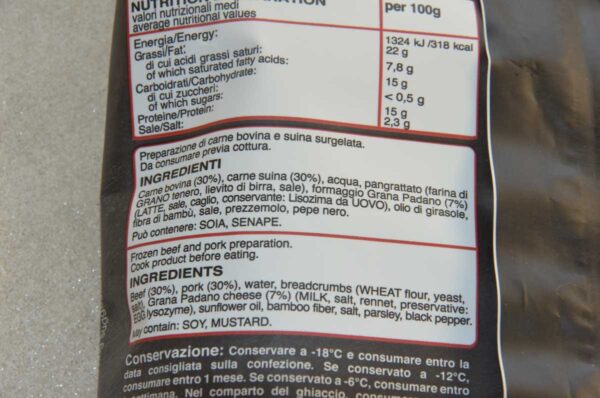 NUTRITION
valori nutrizionali medi
average nutritional values
per 100g
Energia/Energy:
1324 kJ/318 kcal
Grassi/Fat:
22 g
di cui acidi grassi saturi:
of which saturated fatty acids:
7,8 g
Carboidrati/Carbohydrate:
15 g
di cui zuccheri:
of which sugars:
< 0,5 g
Proteine/Protein:
15 g
Sale/Salt:
2,3 g
Preparazione di carne bovina e suina surgelata.
Da consumare previa cottura.
INGREDIENTI
Carne bovina (30%), carne suina (30%), acqua, pangrattato (farina di
GRANO tenero, lievito di birra, sale), formaggio Grana Padano (7%)
(LATTE, sale, caglio, conservante: Lisozima da UOVO), olio di girasole,
fibra di bambù, sale, prezzemolo, pepe nero.
Può contenere: SOIA, SENAPE.
Frozen beef and pork preparation.
Cook product before eating.
INGREDIENTS
Beef (30%), pork (30%), water, breadcrumbs (WHEAT flour, yeast,
salt), Grana Padano cheese (7%) (MILK, salt, rennet, preservative:
EGG lysozyme), sunflower oil, bamboo fiber, salt, parsley, black pepper.
May contain: SOY, MUSTARD.
Conservazione: Conservare a -18°C e consumare entro la
data consigliata sulla confezione. Se conservato a -12°C,
consumare entro 1 mese. Se conservato a -6°C, consumare entro
settimana. Nel comparto del ghiaccio,